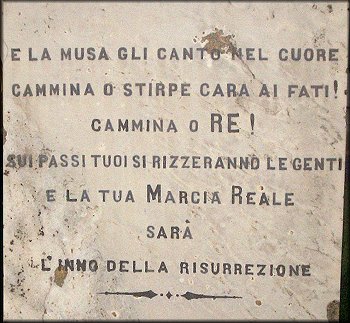 E LA MUSA GLI CANTO NEL CUORE
CAMMINA O STIRPE CARA AI FATI!
CAMMINA O RE!
SUI PASSI TUOI SI RIZZERANNO LE GENTI
E LA TUA MARCIA REALE
SARÀ
L'INNO DELLA RISURREZIONE